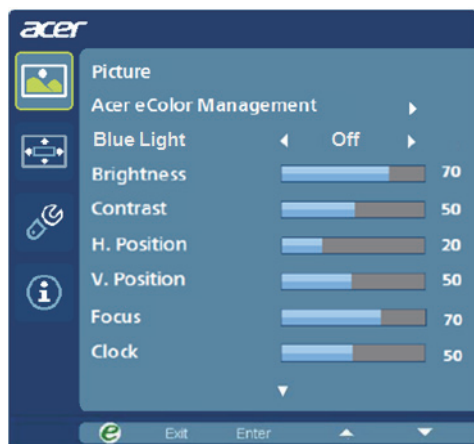 acer
Picture
Acer eColor Management
Blue Light Off
Brightness 70
Contrast 50
H. Position 20
V. Position 50
Focus 70
Clock 50
e Exit Enter